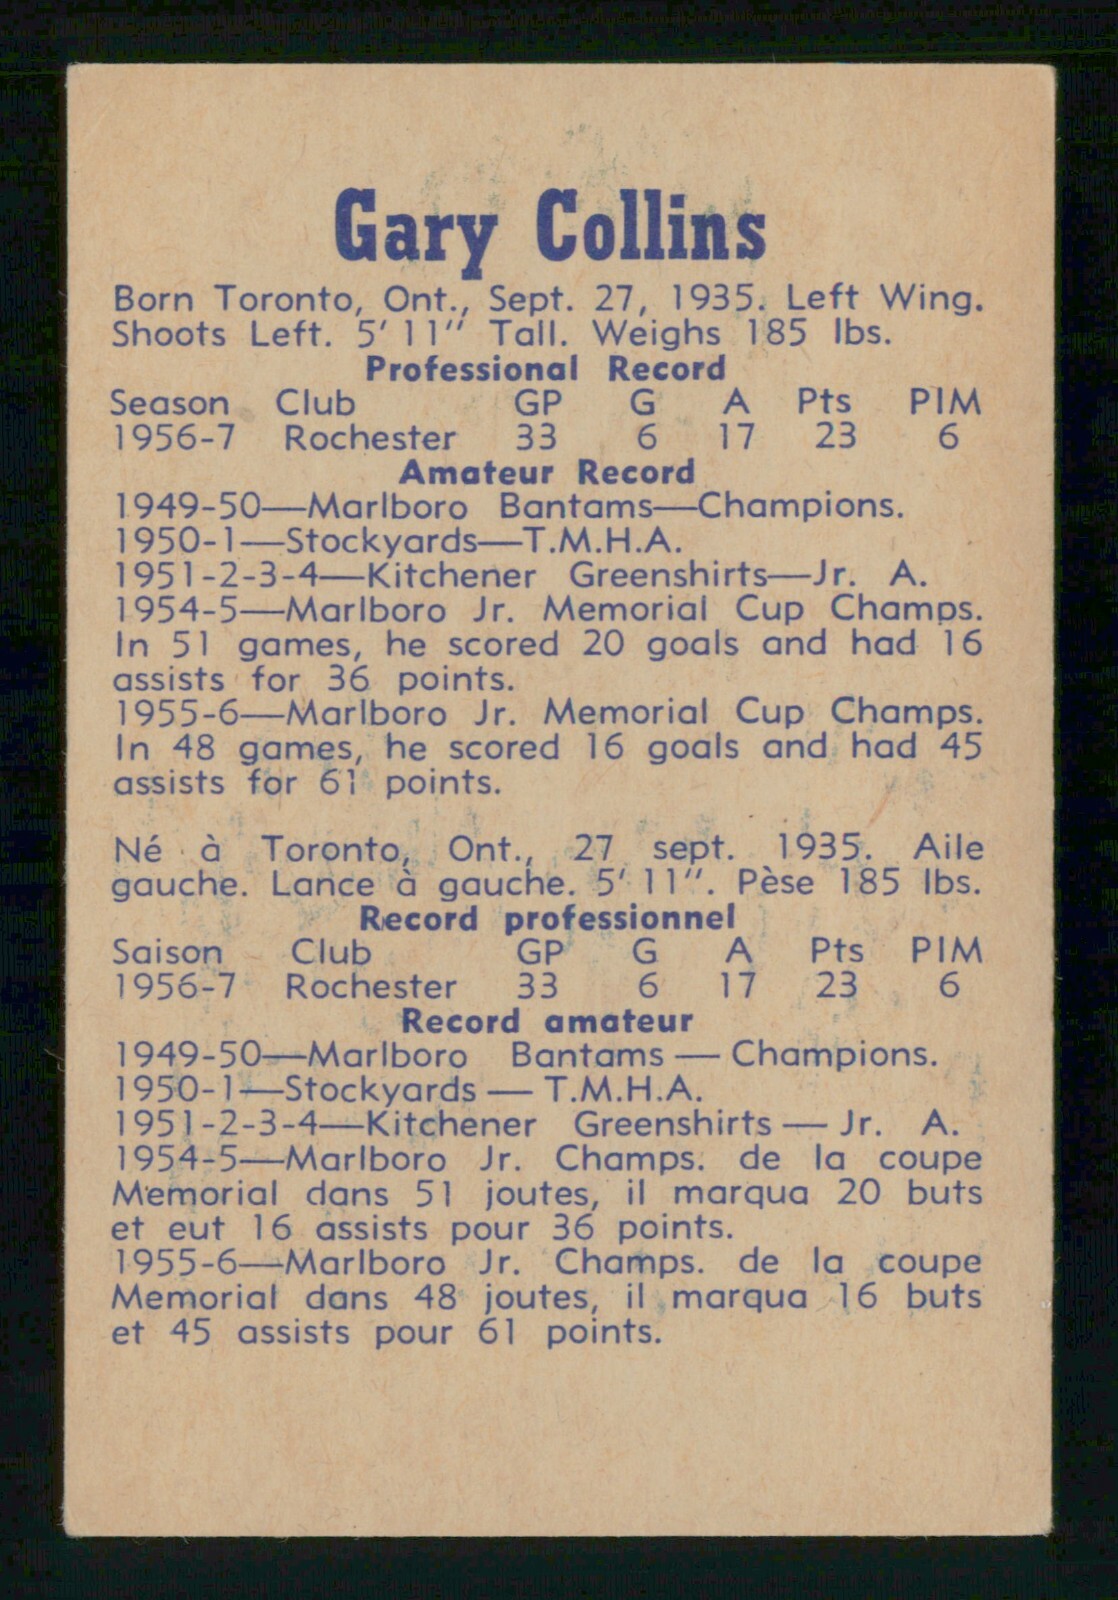 Gary Collins
Born Toronto, Ont., Sept. 27, 1935. Left Wing.
Shoots Left. 5' 11" Tall. Weighs 185 lbs.
Professional Record
Season Club GP G A Pts PIM
1956-7 Rochester 33 6 17 23 6
Amateur Record
1949-50—Marlboro Bantams—Champions.
1950-1—Stockyards—T.M.H.A.
1951-2-3-4—Kitchener Greenshirts—Jr. A.
1954-5—Marlboro Jr. Memorial Cup Champs.
In 51 games, he scored 20 goals and had 16
assists for 36 points.
1955-6—Marlboro Jr. Memorial Cup Champs.
In 48 games, he scored 16 goals and had 45
assists for 61 points.
Né à Toronto, Ont., 27 sept. 1935. Aile
gauche. Lance à gauche. 5' 11". Pèse 185 lbs.
Record professionnel
Saison Club GP G A Pts PIM
1956-7 Rochester 33 6 17 23 6
Record amateur
1949-50—Marlboro Bantams — Champions.
1950-1—Stockyards — T.M.H.A.
1951-2-3-4—Kitchener Greenshirts — Jr. A.
1954-5—Marlboro Jr. Champs. de la coupe
Memorial dans 51 joutes, il marqua 20 buts
et eut 16 assists pour 36 points.
1955-6—Marlboro Jr. Champs. de la coupe
Memorial dans 48 joutes, il marqua 16 buts
et 45 assists pour 61 points.